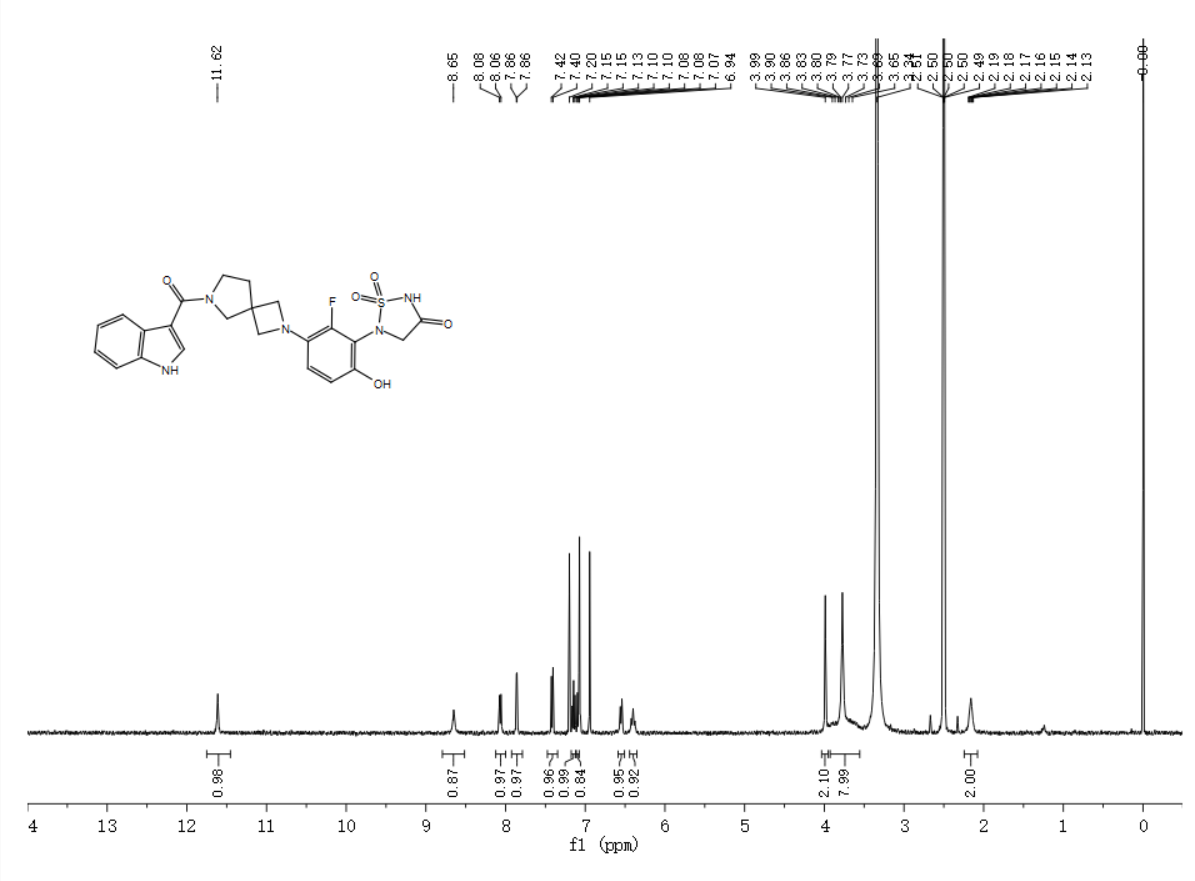 11.62 8.65 8.08 8.06 7.86 7.86 7.42 7.40 7.20 7.15 7.15 7.13 7.10 7.10 7.08 7.08 7.07 6.94 3.99 3.90 3.86 3.83 3.80 3.79 3.77 3.73 3.69 3.65 3.34 2.51 2.50 2.50 2.50 2.49 2.19 2.18 2.17 2.16 2.15 2.14 2.13 -0.00
O
O
O
S
NH
F
N
O
N
N
NH
OH
0.98 0.87 0.97 0.97 0.96 0.99 0.84 0.95 0.92 2.10 7.99 2.00
4 13 12 11 10 9 8 7 6 5 4 3 2 1 0
f1 (ppm)